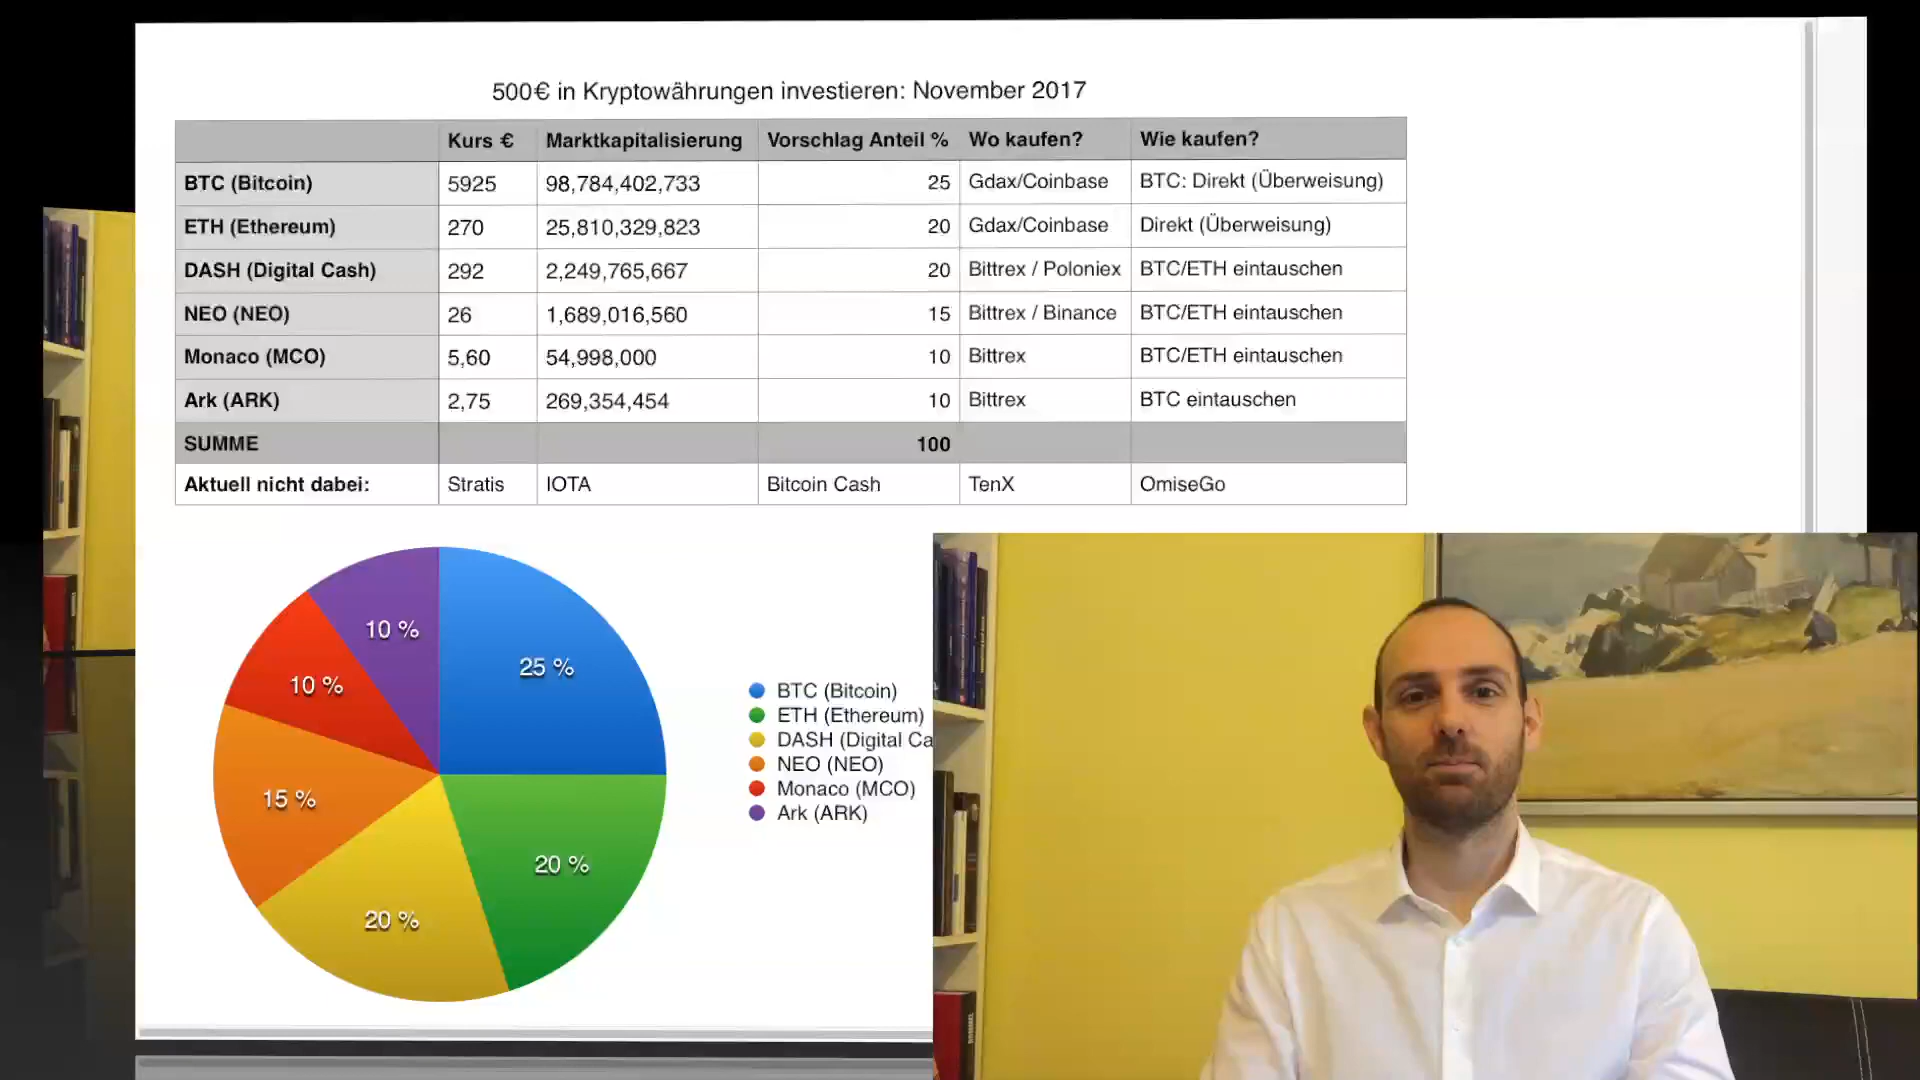 500€ in Kryptowährungen investieren: November 2017
Kurs € Marktkapitalisierung Vorschlag Anteil % Wo kaufen? Wie kaufen?
BTC (Bitcoin) 5925 98,784,402,733 25 Gdax/Coinbase BTC: Direkt (Überweisung)
ETH (Ethereum) 270 25,810,329,823 20 Gdax/Coinbase Direkt (Überweisung)
DASH (Digital Cash) 292 2,249,765,667 20 Bittrex / Poloniex BTC/ETH eintauschen
NEO (NEO) 26 1,689,016,560 15 Bittrex / Binance BTC/ETH eintauschen
Monaco (MCO) 5,60 54,998,000 10 Bittrex BTC/ETH eintauschen
Ark (ARK) 2,75 269,354,454 10 Bittrex BTC eintauschen
SUMME 100
Aktuell nicht dabei: Stratis IOTA Bitcoin Cash TenX OmiseGo
10 %
25 %
10 %
15 %
20 %
20 %
BTC (Bitcoin)
ETH (Ethereum)
DASH (Digital Ca
NEO (NEO)
Monaco (MCO)
Ark (ARK)